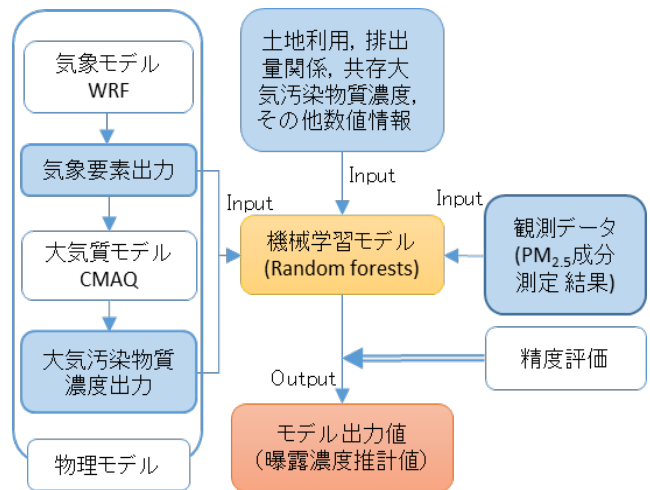 気象モデル
WRF
気象要素出力
大気質モデル
CMAQ
大気汚染物質
濃度出力
物理モデル
土地利用, 排出
量関係, 共存大
気汚染物質濃度,
その他数値情報
Input
Input
Input
機械学習モデル
(Random forests)
観測データ
(PM2.5成分
測定 結果)
精度評価
Output
モデル出力値
（曝露濃度推計値）